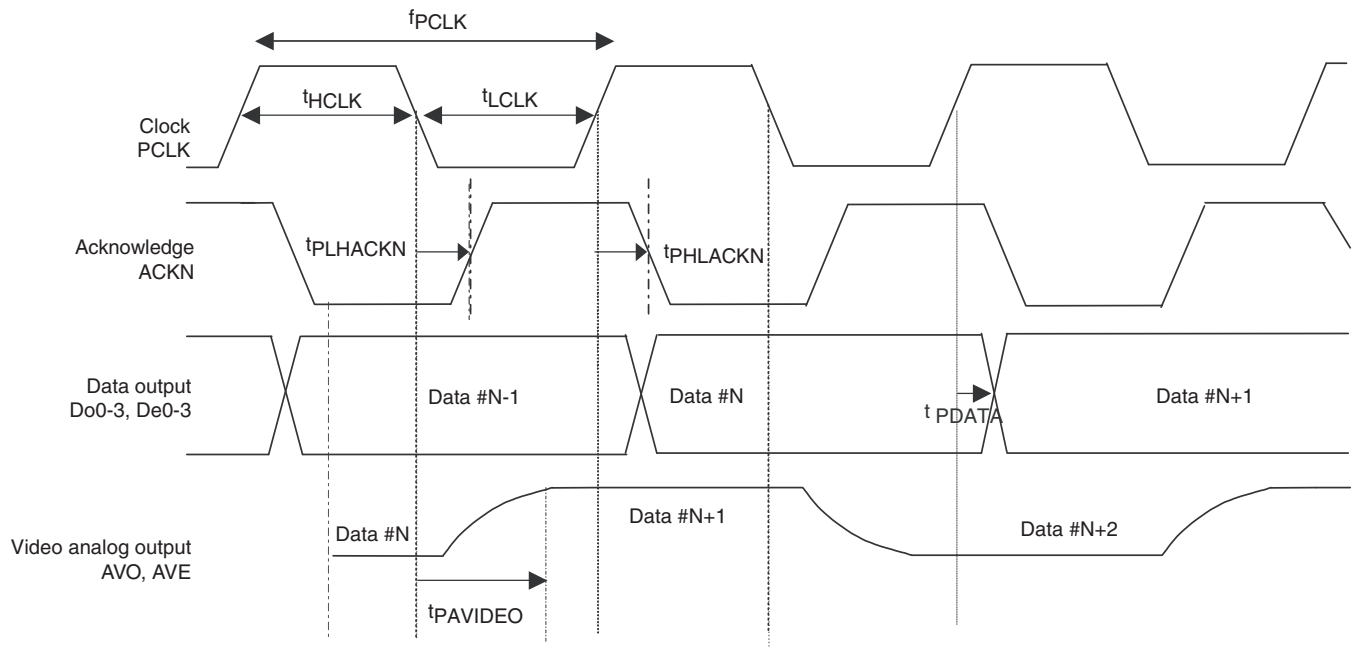 fPCLK
tHCLK
tLCLK
Clock
PCLK
Acknowledge
ACKN
tPLHACKN
tPHLACKN
Data output
Do0-3, De0-3
Data #N-1
Data #N
t PDATA
Data #N+1
Video analog output
AVO, AVE
Data #N
Data #N+1
Data #N+2
tPAVIDEO